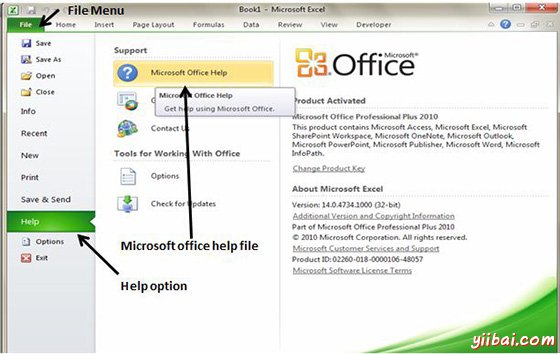 File Menu
Book1 - Microsoft Excel
File Home Insert Page Layout Formulas Data Review View Developer
Save
Save As
Open
Close
Info
Recent
New
Print
Save & Send
Help
Options
Exit
Support
Microsoft Office Help
Microsoft Office Help
Get help using Microsoft Office.
Contact Us
Tools for Working With Office
Options
Check for Updates
Microsoft office help file
Help option
Microsoft®
Office
Product Activated
Microsoft Office Professional Plus 2010
This product contains Microsoft Access, Microsoft Excel, Microsoft
SharePoint Workspace, Microsoft OneNote, Microsoft Outlook,
Microsoft PowerPoint, Microsoft Publisher, Microsoft Word, Microsoft
InfoPath.
Change Product Key
About Microsoft Excel
Version: 14.0.4734.1000 (32-bit)
Additional Version and Copyright Information
Part of Microsoft Office Professional Plus 2010
© 2010 Microsoft Corporation. All rights reserved.
Microsoft Customer Services and Support
Product ID: 02260-018-0000106-48057
Microsoft Software License Terms
yiibai.com